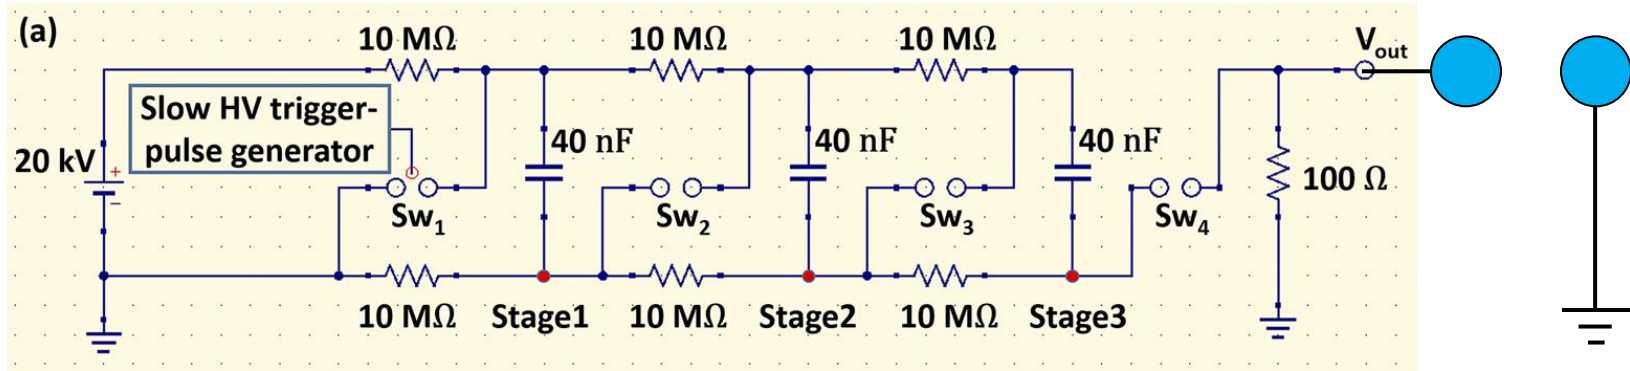 (a)
10 MΩ
10 MΩ
10 MΩ
V_out
Slow HV trigger-
pulse generator
20 kV
+
−
40 nF
40 nF
40 nF
100 Ω
Sw₁
Sw₂
Sw₃
Sw₄
10 MΩ
Stage1
10 MΩ
Stage2
10 MΩ
Stage3